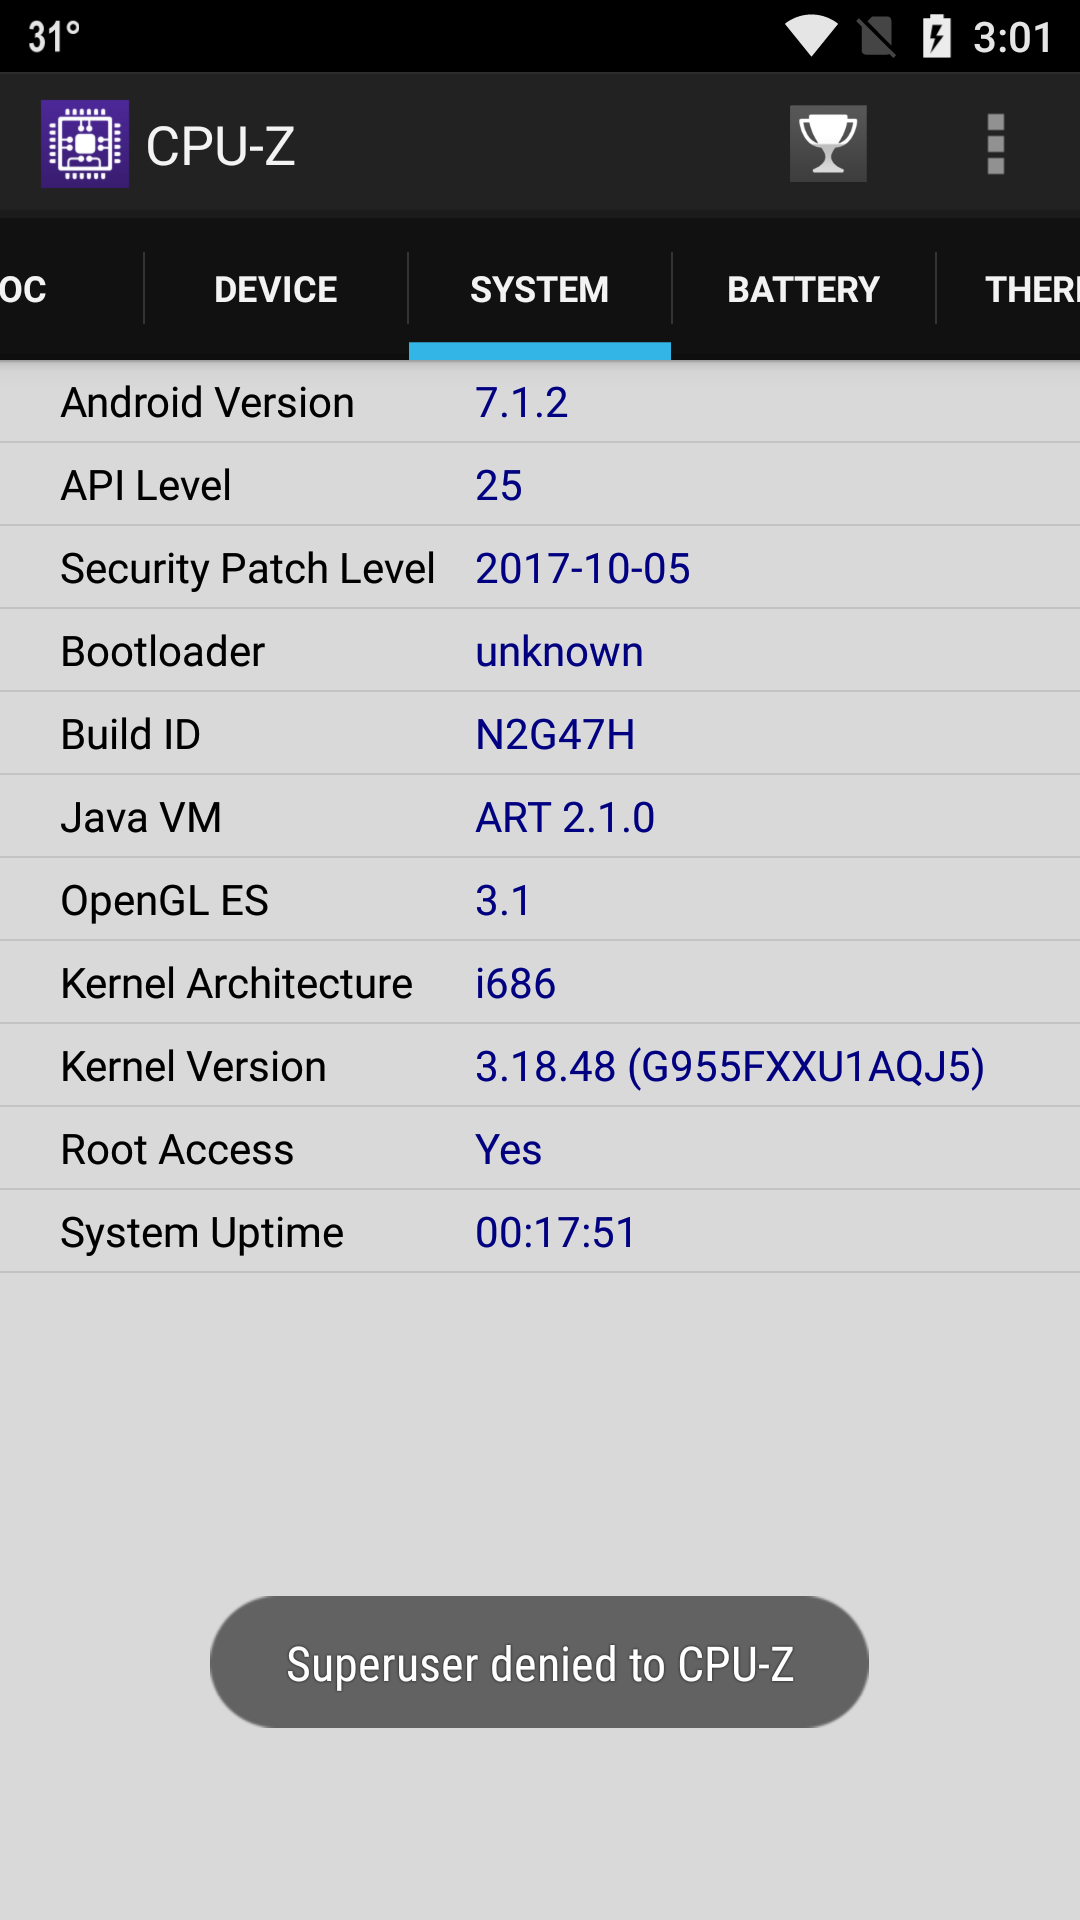 31° 3:01
CPU-Z
OC DEVICE SYSTEM BATTERY THER
Android Version 7.1.2
API Level 25
Security Patch Level 2017-10-05
Bootloader unknown
Build ID N2G47H
Java VM ART 2.1.0
OpenGL ES 3.1
Kernel Architecture i686
Kernel Version 3.18.48 (G955FXXU1AQJ5)
Root Access Yes
System Uptime 00:17:51
Superuser denied to CPU-Z